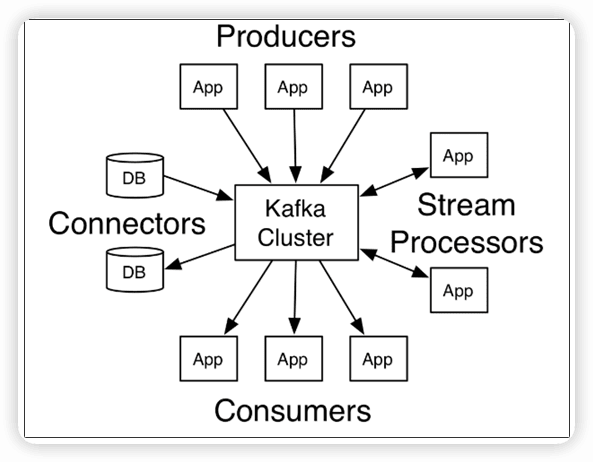 Producers
App
App
App
DB
App
Kafka
Cluster
Connectors
Stream
Processors
DB
App
App
App
App
Consumers